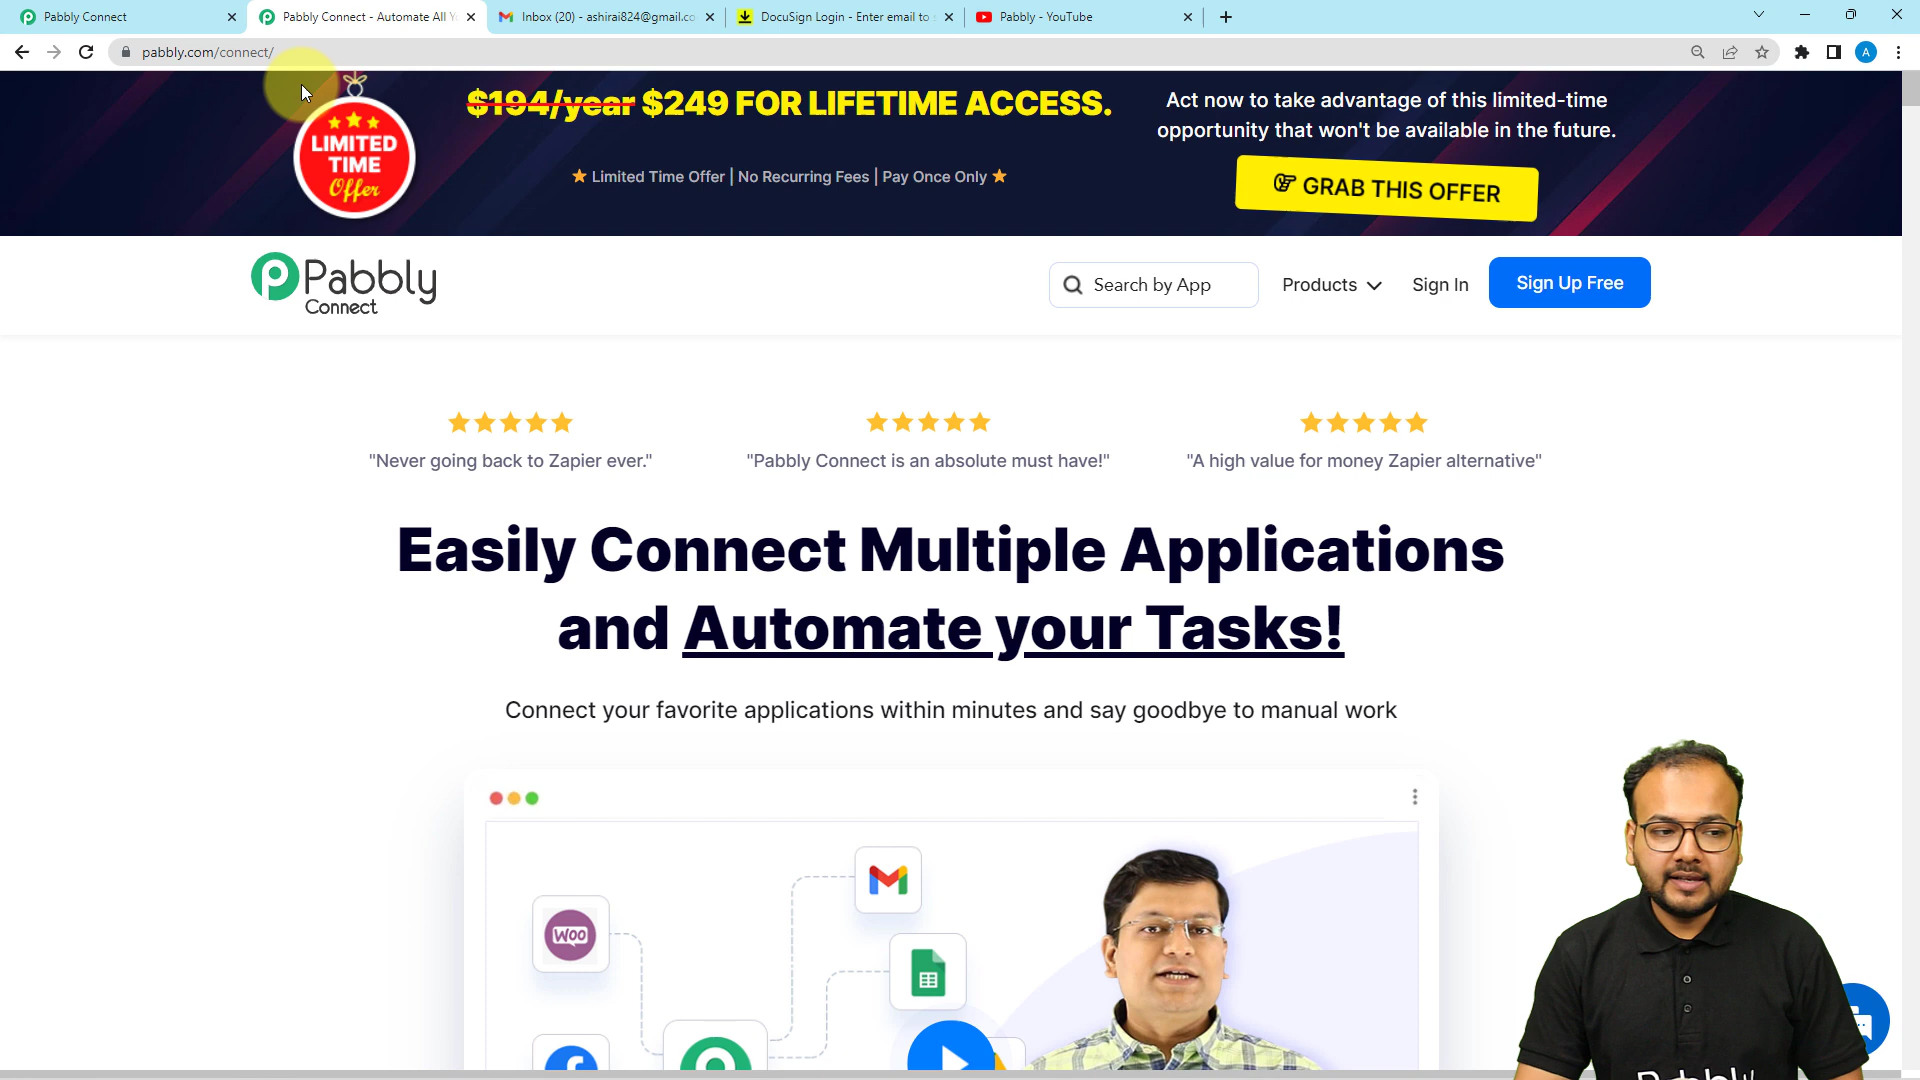 Pabbly Connect
Pabbly Connect - Automate All Y
Inbox (20) - ashirai824@gmail.co
DocuSign Login - Enter email to
Pabbly - YouTube
pabbly.com/connect/
A
LIMITED
TIME
Offer
$194/year $249 FOR LIFETIME ACCESS.
Limited Time Offer | No Recurring Fees | Pay Once Only
Act now to take advantage of this limited-time
opportunity that won't be available in the future.
GRAB THIS OFFER
Pabbly
Connect
Search by App
Products
Sign In
Sign Up Free
"Never going back to Zapier ever."
"Pabbly Connect is an absolute must have!"
"A high value for money Zapier alternative"
Easily Connect Multiple Applications
and Automate your Tasks!
Connect your favorite applications within minutes and say goodbye to manual work
WOO
Pabbly